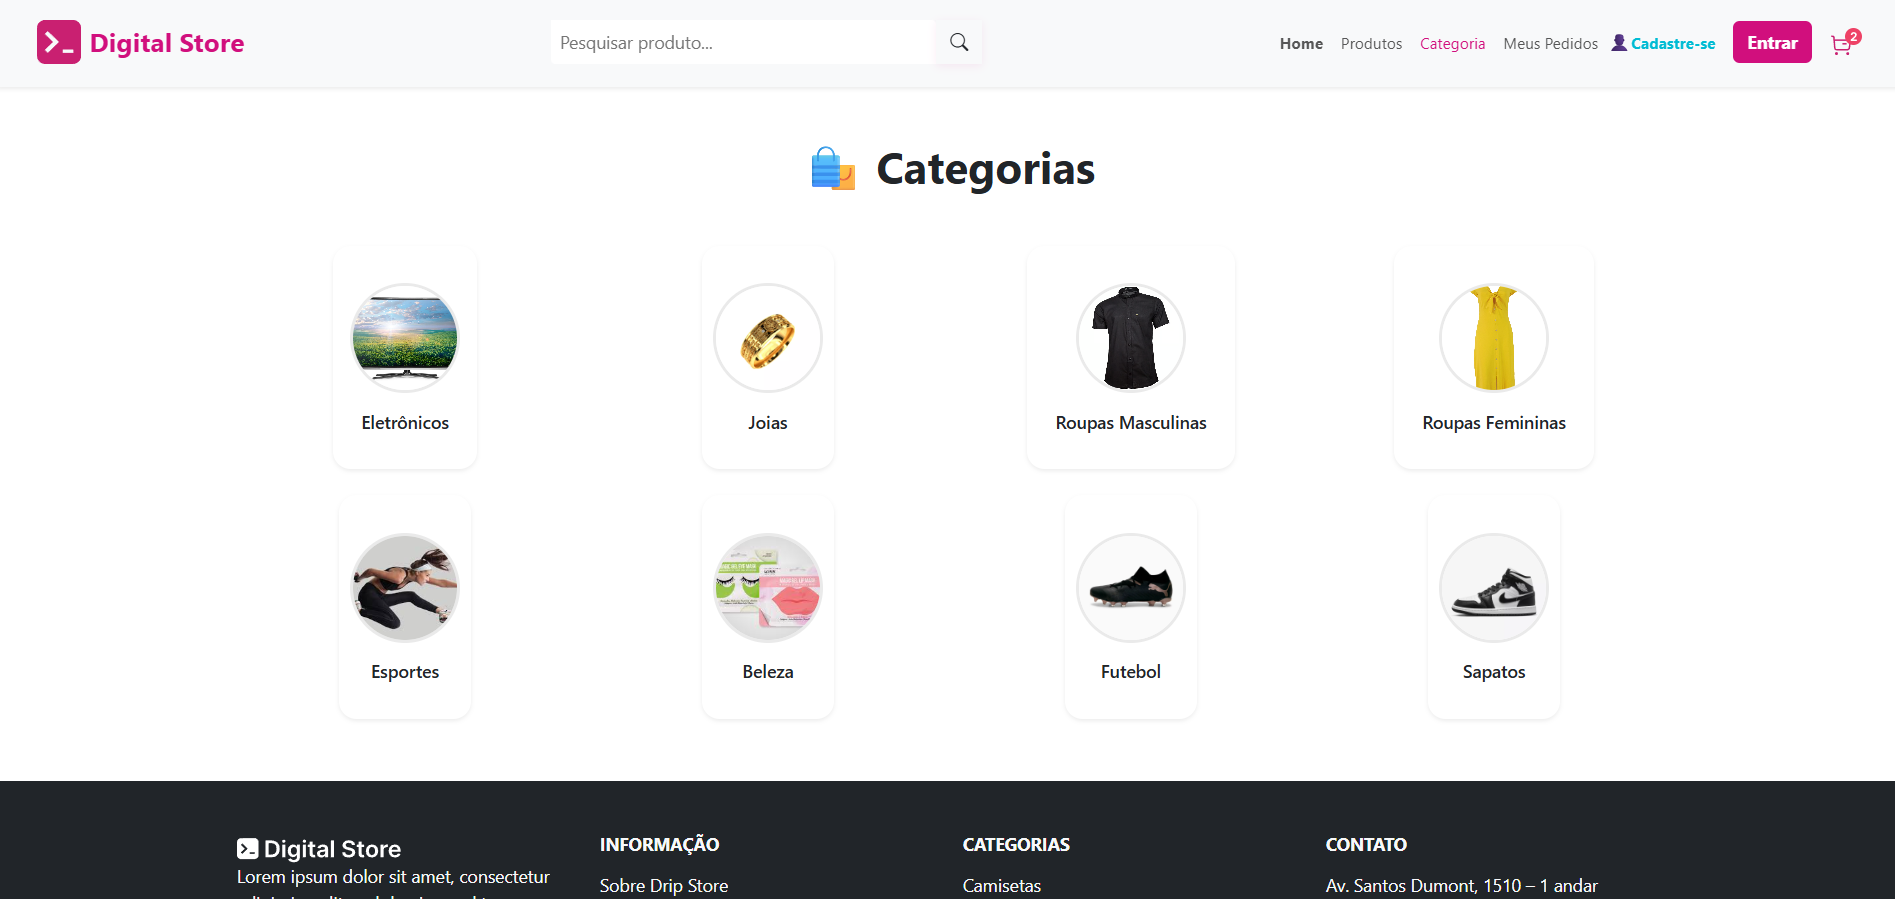 Digital Store
Pesquisar produto...
Home Produtos Categoria Meus Pedidos Cadastre-se Entrar 2
Categorias
Eletrônicos Joias Roupas Masculinas Roupas Femininas
Esportes Beleza Futebol Sapatos
Digital Store INFORMAÇÃO CATEGORIAS CONTATO
Lorem ipsum dolor sit amet, consectetur
Sobre Drip Store Camisetas Av. Santos Dumont, 1510 – 1 andar